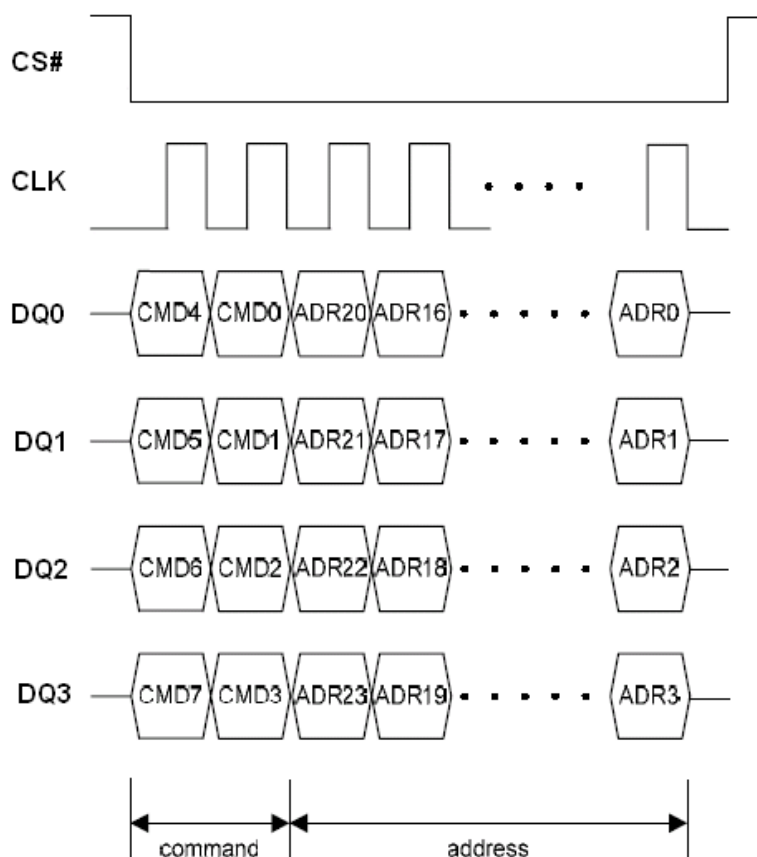 CS#
CLK
DQ0 CMD4 CMD0 ADR20 ADR16 ADR0
DQ1 CMD5 CMD1 ADR21 ADR17 ADR1
DQ2 CMD6 CMD2 ADR22 ADR18 ADR2
DQ3 CMD7 CMD3 ADR23 ADR19 ADR3
command address